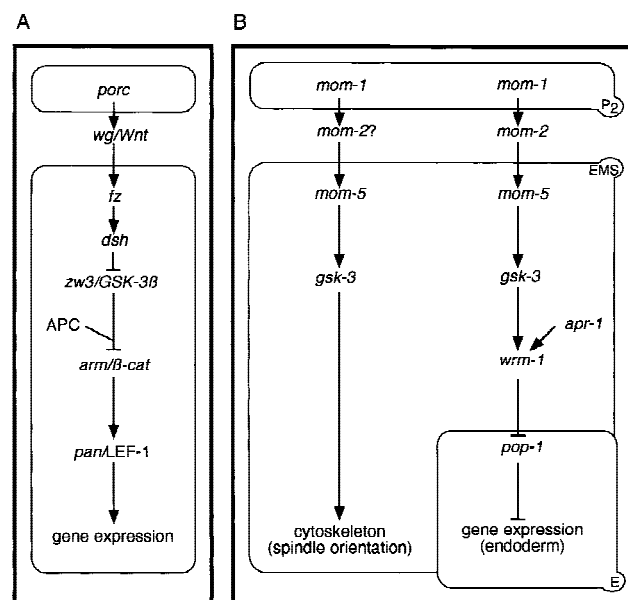 A
porc
wg/Wnt
fz
dsh
zw3/GSK-3ß
APC
arm/ß-cat
pan/LEF-1
gene expression
B
mom-1
mom-1
P2
mom-2?
mom-2
EMS
mom-5
mom-5
gsk-3
gsk-3
apr-1
wrm-1
pop-1
cytoskeleton
(spindle orientation)
gene expression
(endoderm)
E